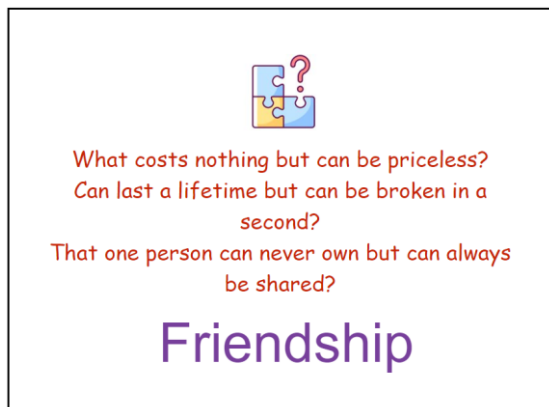 What costs nothing but can be priceless?
Can last a lifetime but can be broken in a
second?
That one person can never own but can always
be shared?
Friendship